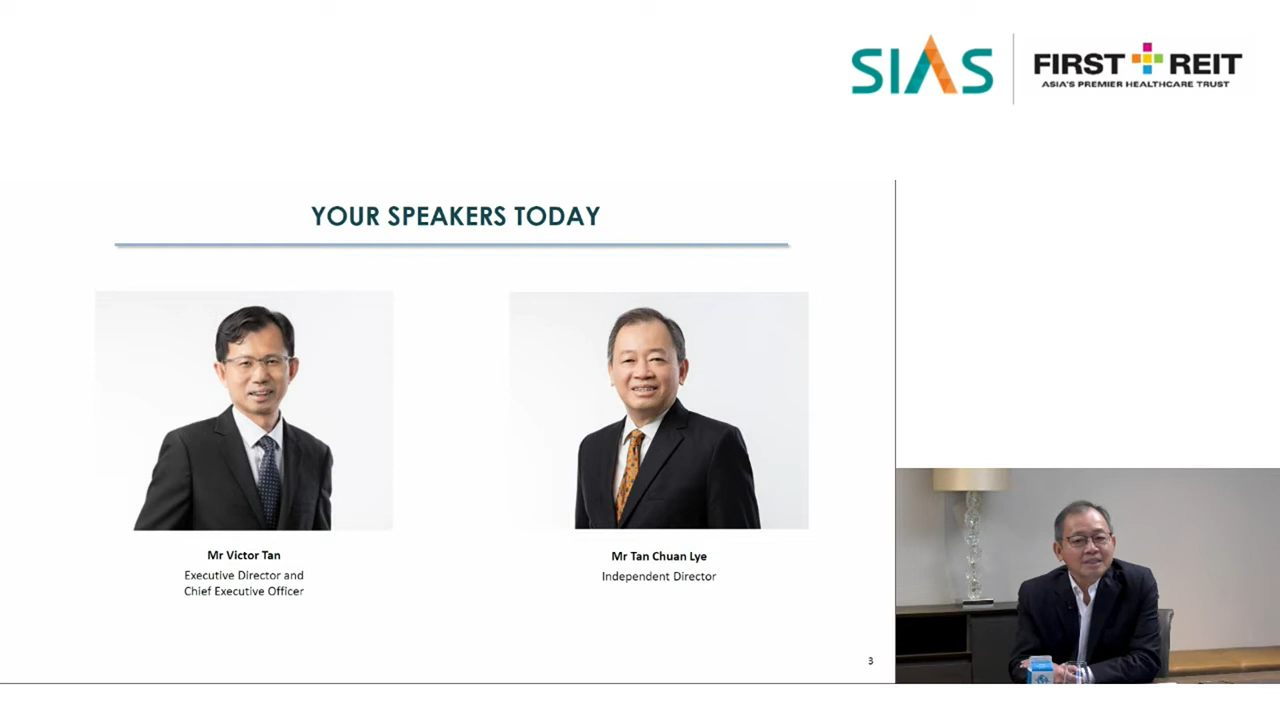 SIAS
FIRST REIT
ASIA'S PREMIER HEALTHCARE TRUST
YOUR SPEAKERS TODAY
Mr Victor Tan
Executive Director and
Chief Executive Officer
Mr Tan Chuan Lye
Independent Director
3